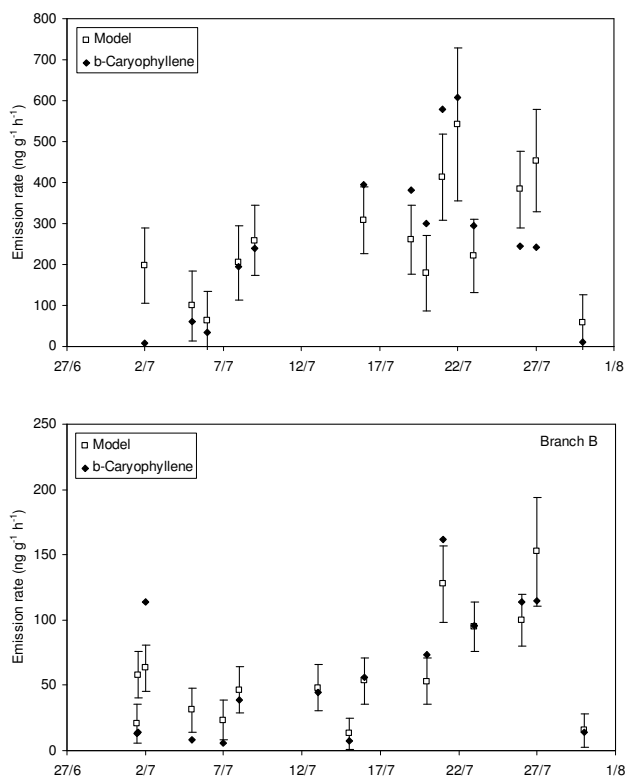 800
700
600
500
400
300
200
100
0
Emission rate (ng g⁻¹ h⁻¹)
Model
b-Caryophyllene
27/6 2/7 7/7 12/7 17/7 22/7 27/7 1/8
250
200
150
100
50
0
Emission rate (ng g⁻¹ h⁻¹)
Model
b-Caryophyllene
Branch B
27/6 2/7 7/7 12/7 17/7 22/7 27/7 1/8